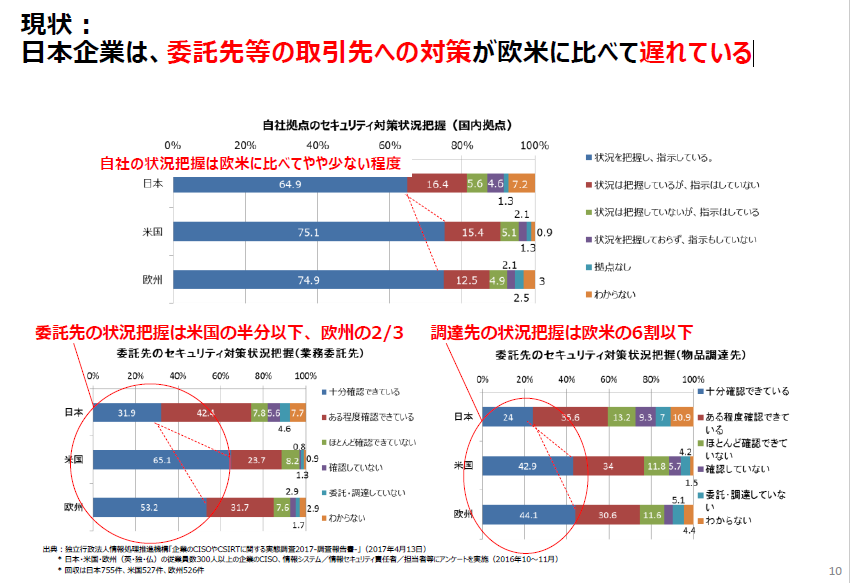 現状：
日本企業は、委託先等の取引先への対策が欧米に比べて遅れている
自社拠点のセキュリティ対策状況把握（国内拠点）
0% 20% 40% 60% 80% 100%
自社の状況把握は欧米に比べてやや少ない程度
日本 64.9 16.4 5.6 4.6 1.3 7.2
米国 75.1 15.4 5.1 2.1 1.3 0.9
欧州 74.9 12.5 4.9 2.1 2.5 3
状況を把握し、指示している。
状況は把握しているが、指示はしていない
状況は把握していないが、指示はしている
状況を把握しておらず、指示もしていない
拠点なし
わからない
委託先の状況把握は米国の半分以下、欧州の2/3
委託先のセキュリティ対策状況把握(業務委託先)
0% 20% 40% 60% 80% 100%
日本 31.9 42.4 7.8 5.6 4.6 7.7
米国 65.1 23.7 8.2 0.8 1.3 0.9
欧州 53.2 31.7 7.6 2.9 1.7 2.9
十分確認できている
ある程度確認できている
ほとんど確認できていない
確認していない
委託・調達していない
わからない
調達先の状況把握は欧米の6割以下
委託先のセキュリティ対策状況把握(物品調達先)
0% 20% 40% 60% 80% 100%
日本 24 35.6 13.2 9.3 7 10.9
米国 42.9 34 11.8 5.7 4.2 1.5
欧州 44.1 30.6 11.6 5.1 4.4
十分確認できている
ある程度確認できて
いる
ほとんど確認できて
いない
確認していない
委託・調達していな
い
わからない
出典：独立行政法人情報処理推進機構「企業のCISOやCSIRTに関する実態調査2017-調査報告書-」（2017年4月13日）
* 日本・米国・欧州（英・独・仏）の従業員数300人以上の企業のCISO、情報システム／情報セキュリティ責任者／担当者等にアンケートを実施（2016年10～11月）
* 回収は日本755件、米国527件、欧州526件
10